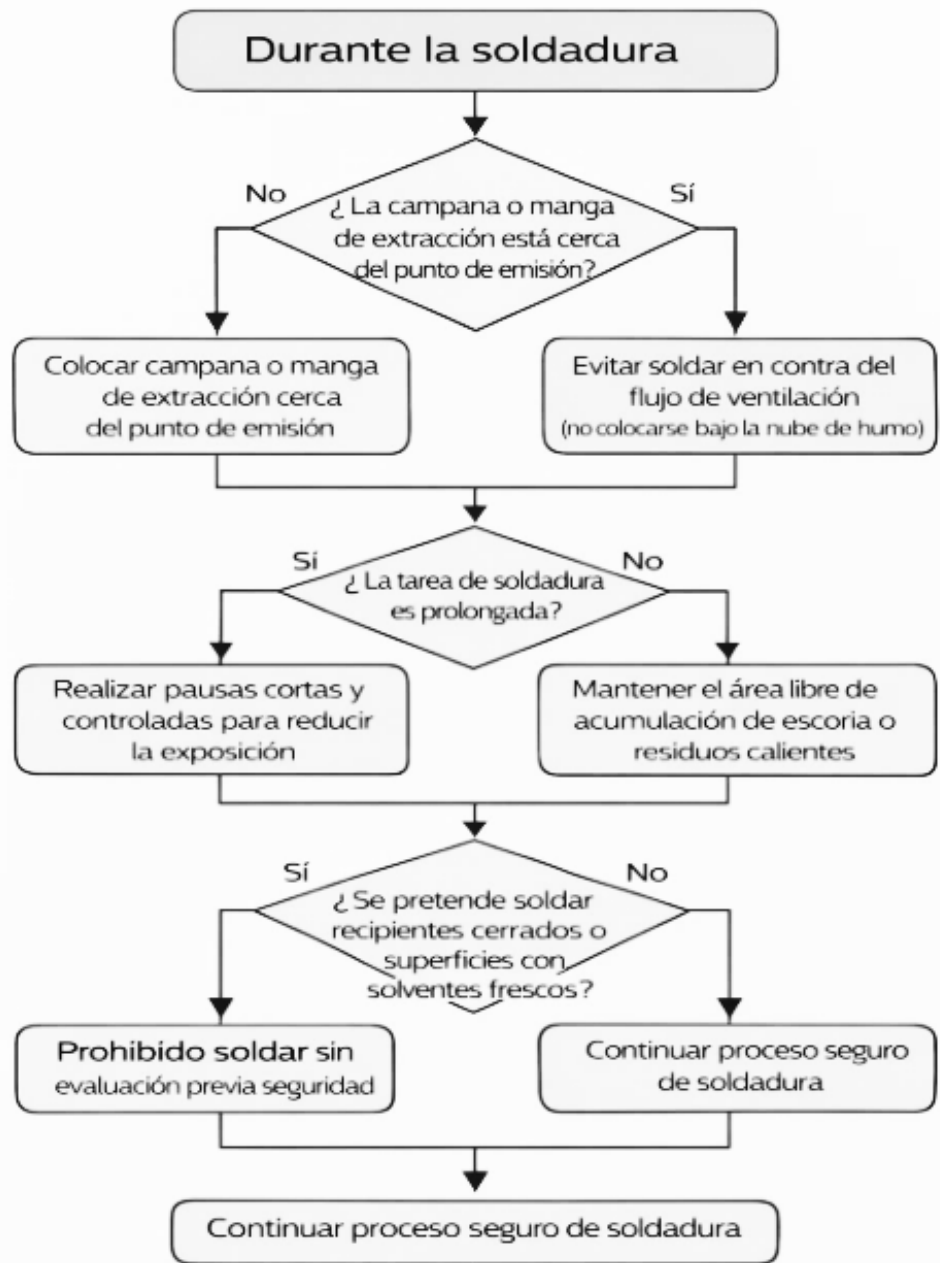 Durante la soldadura
No
Sí
¿ La campana o manga
de extracción está cerca
del punto de emisión?
Colocar campana o manga
de extracción cerca
del punto de emisión
Evitar soldar en contra del
flujo de ventilación
(no colocarse bajo la nube de humo)
Sí
No
¿ La tarea de soldadura
es prolongada?
Realizar pausas cortas y
controladas para reducir
la exposición
Mantener el área libre de
acumulación de escoria o
residuos calientes
Sí
No
¿ Se pretende soldar
recipientes cerrados o
superficies con
solventes frescos?
Prohibido soldar sin
evaluación previa seguridad
Continuar proceso seguro
de soldadura
Continuar proceso seguro de soldadura